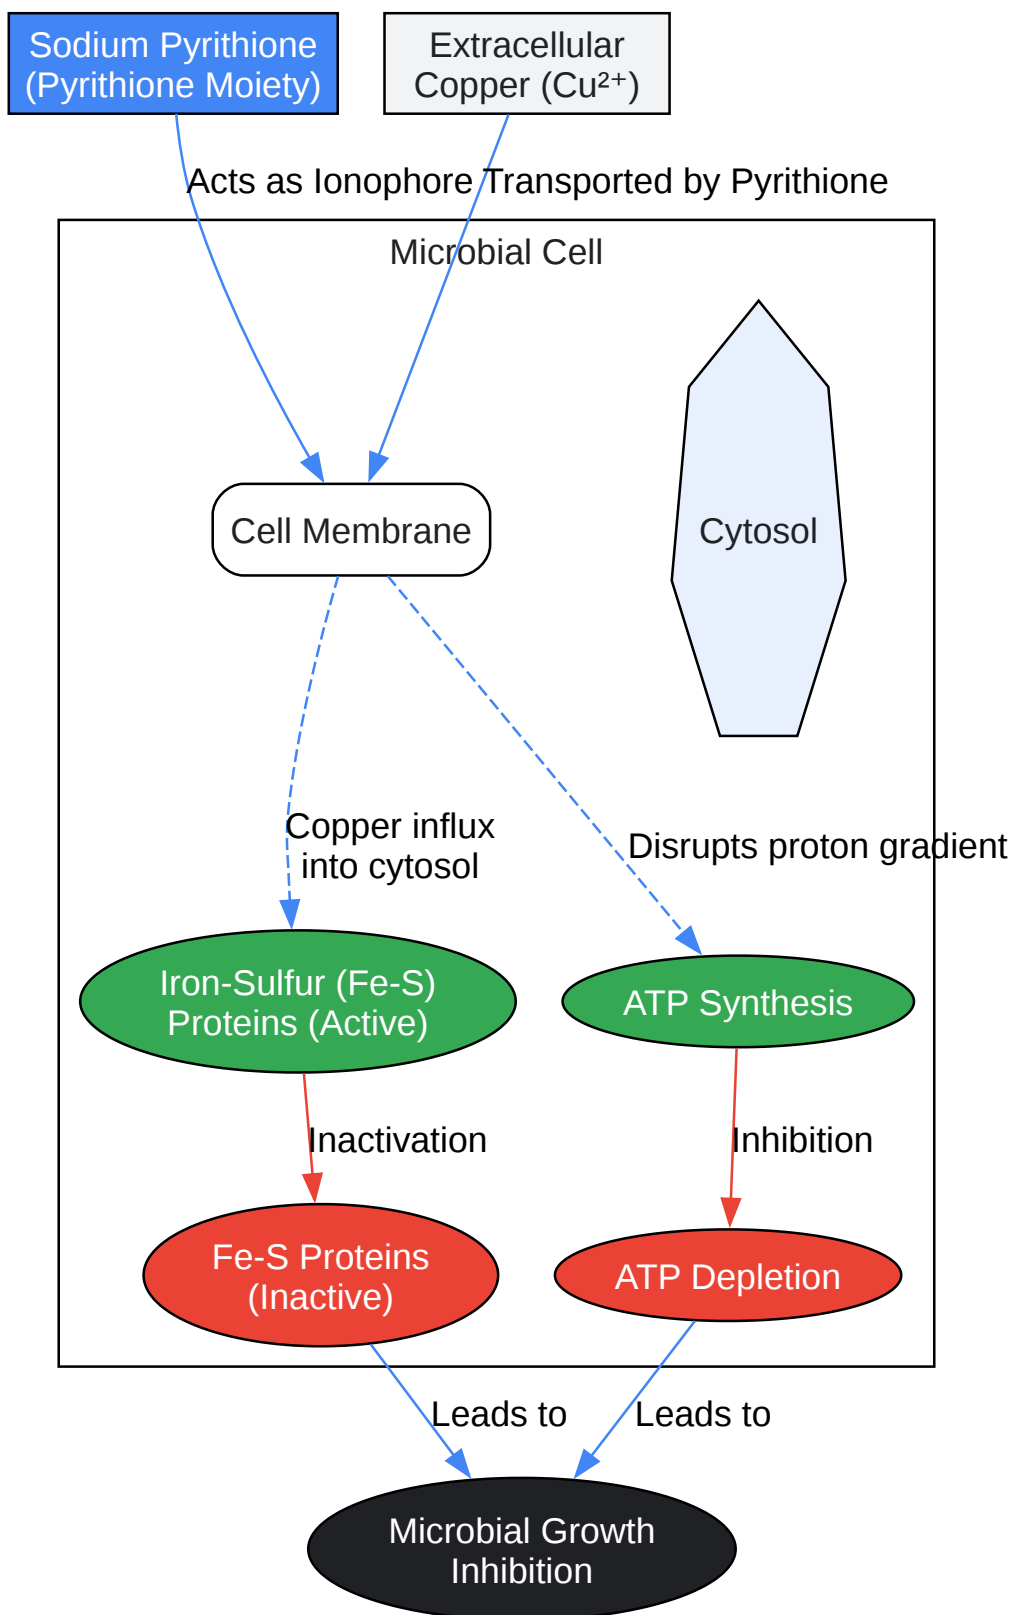 Sodium Pyrithione
(Pyrithione Moiety)
Extracellular
Copper (Cu²⁺)
Acts as Ionophore
Transported by Pyrithione
Microbial Cell
Cell Membrane
Cytosol
Copper influx
into cytosol
Disrupts proton gradient
Iron-Sulfur (Fe-S)
Proteins (Active)
ATP Synthesis
Inactivation
Inhibition
Fe-S Proteins
(Inactive)
ATP Depletion
Leads to
Leads to
Microbial Growth
Inhibition